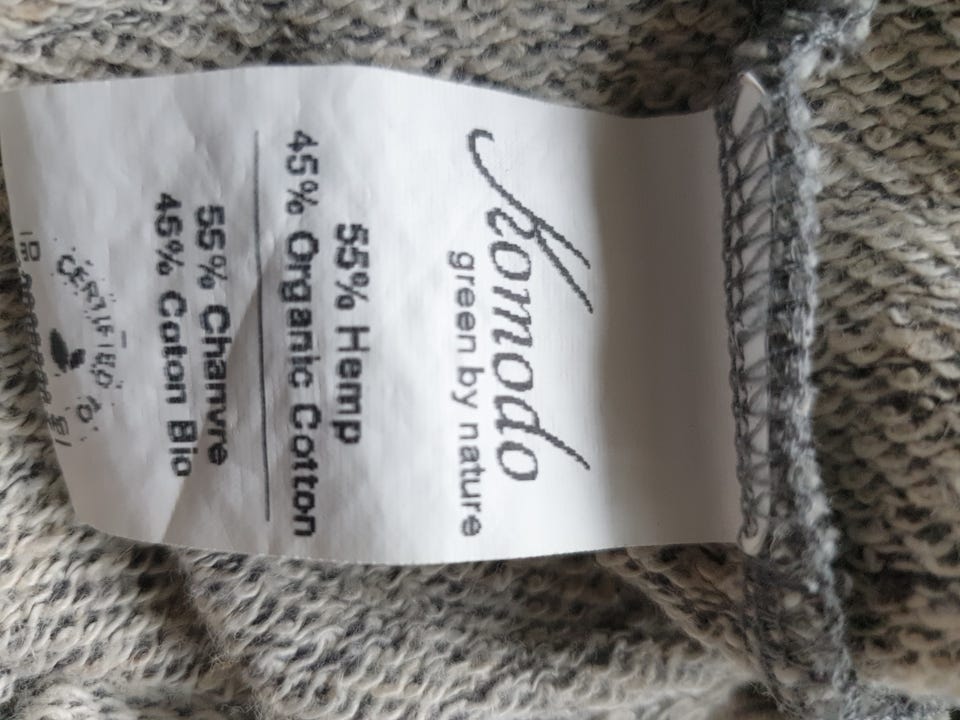 Komodo
green by nature
55% Hemp
45% Organic Cotton
55% Chanvre
45% Coton Bio